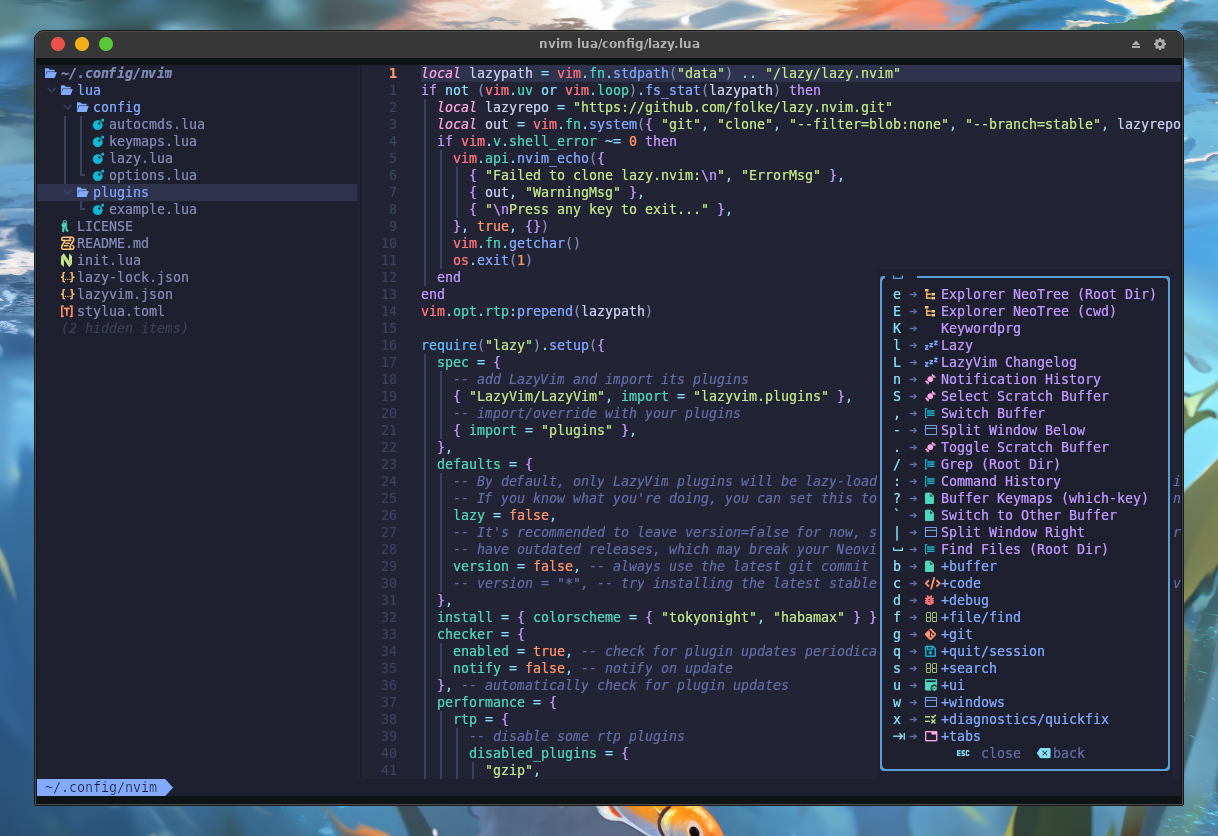 nvim lua/config/lazy.lua
~/.config/nvim
lua
config
autocmds.lua
keymaps.lua
lazy.lua
options.lua
plugins
example.lua
LICENSE
README.md
init.lua
lazy-lock.json
lazyvim.json
stylua.toml
(2 hidden items)
~/.config/nvim
1 local lazypath = vim.fn.stdpath("data") .. "/lazy/lazy.nvim"
1 if not (vim.uv or vim.loop).fs_stat(lazypath) then
2 local lazyrepo = "https://github.com/folke/lazy.nvim.git"
3 local out = vim.fn.system({ "git", "clone", "--filter=blob:none", "--branch=stable", lazyrepo
4 if vim.v.shell_error ~= 0 then
5 vim.api.nvim_echo({
6 { "Failed to clone lazy.nvim:\n", "ErrorMsg" },
7 { out, "WarningMsg" },
8 { "\nPress any key to exit..." },
9 }, true, {})
10 vim.fn.getchar()
11 os.exit(1)
12 end
13 end
14 vim.opt.rtp:prepend(lazypath)
15
16 require("lazy").setup({
17 spec = {
18 -- add LazyVim and import its plugins
19 { "LazyVim/LazyVim", import = "lazyvim.plugins" },
20 -- import/override with your plugins
21 { import = "plugins" },
22 },
23 defaults = {
24 -- By default, only LazyVim plugins will be lazy-load
25 -- If you know what you're doing, you can set this to
26 lazy = false,
27 -- It's recommended to leave version=false for now, s
28 -- have outdated releases, which may break your Neovi
29 version = false, -- always use the latest git commit
30 -- version = "*", -- try installing the latest stable
31 },
32 install = { colorscheme = { "tokyonight", "habamax" } }
33 checker = {
34 enabled = true, -- check for plugin updates periodica
35 notify = false, -- notify on update
36 }, -- automatically check for plugin updates
37 performance = {
38 rtp = {
39 -- disable some rtp plugins
40 disabled_plugins = {
41 "gzip",
e → Explorer NeoTree (Root Dir)
E → Explorer NeoTree (cwd)
K → Keywordprg
l → Lazy
L → LazyVim Changelog
n → Notification History
S → Select Scratch Buffer
, → Switch Buffer
- → Split Window Below
. → Toggle Scratch Buffer
/ → Grep (Root Dir)
: → Command History
? → Buffer Keymaps (which-key)
` → Switch to Other Buffer
| → Split Window Right
␣ → Find Files (Root Dir)
b → +buffer
c → +code
d → +debug
f → +file/find
g → +git
q → +quit/session
s → +search
u → +ui
w → +windows
x → +diagnostics/quickfix
⇥ → +tabs
ESC close back
i
n
r
v